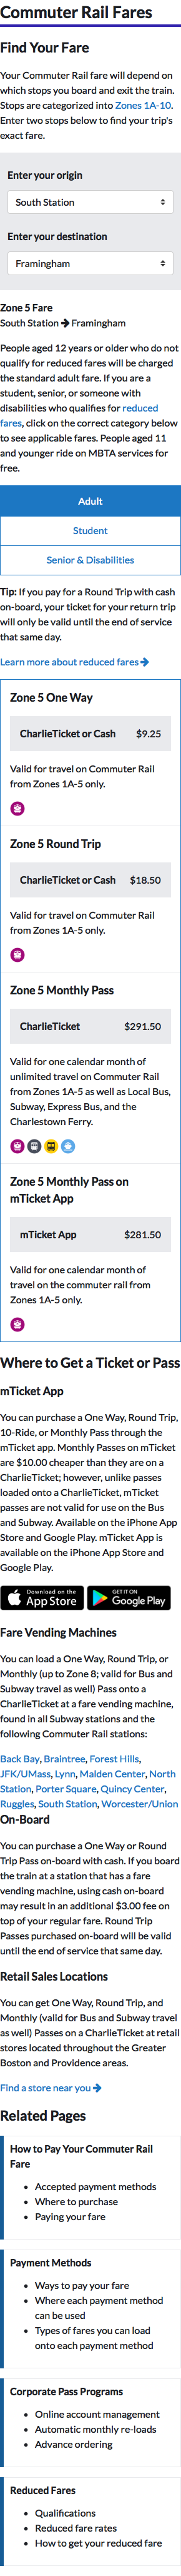 Commuter Rail Fares
Find Your Fare
Your Commuter Rail fare will depend on
which stops you board and exit the train.
Stops are categorized into Zones 1A-10.
Enter two stops below to find your trip's
exact fare.
Enter your origin
South Station
Enter your destination
Framingham
Zone 5 Fare
South Station → Framingham
People aged 12 years or older who do not
qualify for reduced fares will be charged
the standard adult fare. If you are a
student, senior, or someone with
disabilities who qualifies for reduced
fares, click on the correct category below
to see applicable fares. People aged 11
and younger ride on MBTA services for
free.
Adult
Student
Senior & Disabilities
Tip: If you pay for a Round Trip with cash
on-board, your ticket for your return trip
will only be valid until the end of service
that same day.
Learn more about reduced fares →
Zone 5 One Way
CharlieTicket or Cash $9.25
Valid for travel on Commuter Rail
from Zones 1A-5 only.
Zone 5 Round Trip
CharlieTicket or Cash $18.50
Valid for travel on Commuter Rail
from Zones 1A-5 only.
Zone 5 Monthly Pass
CharlieTicket $291.50
Valid for one calendar month of
unlimited travel on Commuter Rail
from Zones 1A-5 as well as Local Bus,
Subway, Express Bus, and the
Charlestown Ferry.
Zone 5 Monthly Pass on
mTicket App
mTicket App $281.50
Valid for one calendar month of
travel on the commuter rail from
Zones 1A-5 only.
Where to Get a Ticket or Pass
mTicket App
You can purchase a One Way, Round Trip,
10-Ride, or Monthly Pass through the
mTicket app. Monthly Passes on mTicket
are $10.00 cheaper than they are on a
CharlieTicket; however, unlike passes
loaded onto a CharlieTicket, mTicket
passes are not valid for use on the Bus
and Subway. Available on the iPhone App
Store and Google Play. mTicket App is
available on the iPhone App Store and
Google Play.
Download on the
App Store
GET IT ON
Google Play
Fare Vending Machines
You can load a One Way, Round Trip, or
Monthly (up to Zone 8; valid for Bus and
Subway travel as well) Pass onto a
CharlieTicket at a fare vending machine,
found in all Subway stations and the
following Commuter Rail stations:
Back Bay, Braintree, Forest Hills,
JFK/UMass, Lynn, Malden Center, North
Station, Porter Square, Quincy Center,
Ruggles, South Station, Worcester/Union
On-Board
You can purchase a One Way or Round
Trip Pass on-board with cash. If you board
the train at a station that has a fare
vending machine, using cash on-board
may result in an additional $3.00 fee on
top of your regular fare. Round Trip
Passes purchased on-board will be valid
until the end of service that same day.
Retail Sales Locations
You can get One Way, Round Trip, and
Monthly (valid for Bus and Subway travel
as well) Passes on a CharlieTicket at retail
stores located throughout the Greater
Boston and Providence areas.
Find a store near you →
Related Pages
How to Pay Your Commuter Rail
Fare
• Accepted payment methods
• Where to purchase
• Paying your fare
Payment Methods
• Ways to pay your fare
• Where each payment method
can be used
• Types of fares you can load
onto each payment method
Corporate Pass Programs
• Online account management
• Automatic monthly re-loads
• Advance ordering
Reduced Fares
• Qualifications
• Reduced fare rates
• How to get your reduced fare